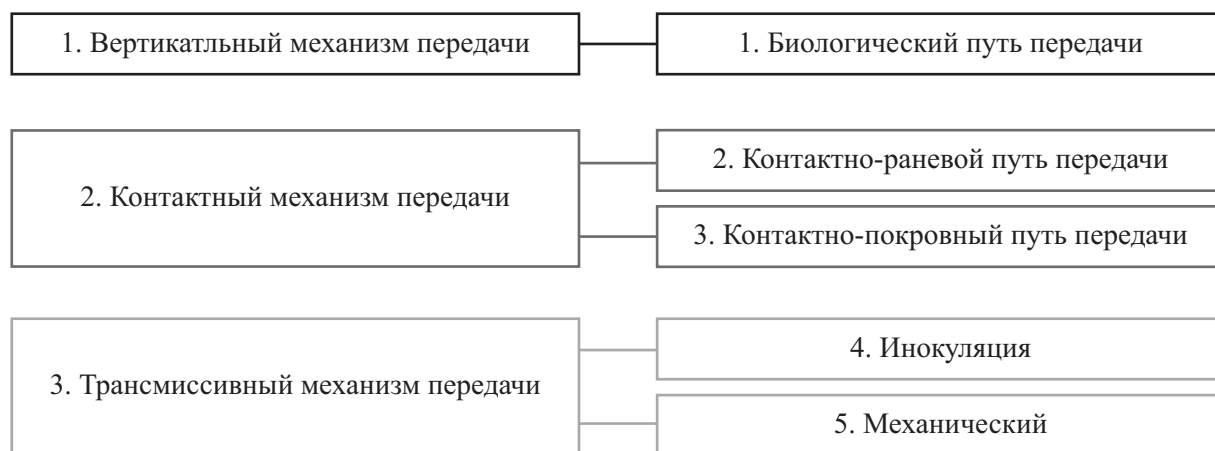 1. Вертикатльный механизм передачи
1. Биологический путь передачи
2. Контактный механизм передачи
2. Контактно-раневой путь передачи
3. Контактно-покровный путь передачи
3. Трансмиссивный механизм передачи
4. Инокуляция
5. Механический